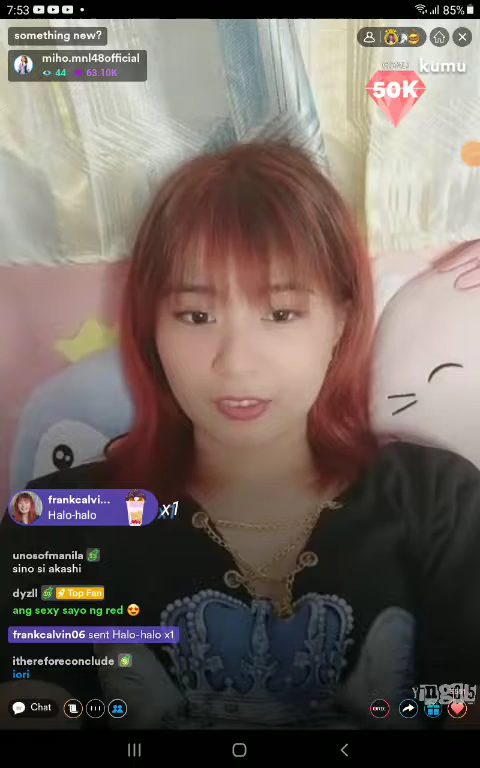 7:53
85%
something new?
miho.mnl48official
44
63.10K
kumu
GOAL!
50K
frankcalvi...
Halo-halo
x1
unosofmanila
sino si akashi
dyzll Top Fan
ang sexy sayo ng red
frankcalvin06 sent Halo-halo x1
ithereforeconclude
iori
Chat